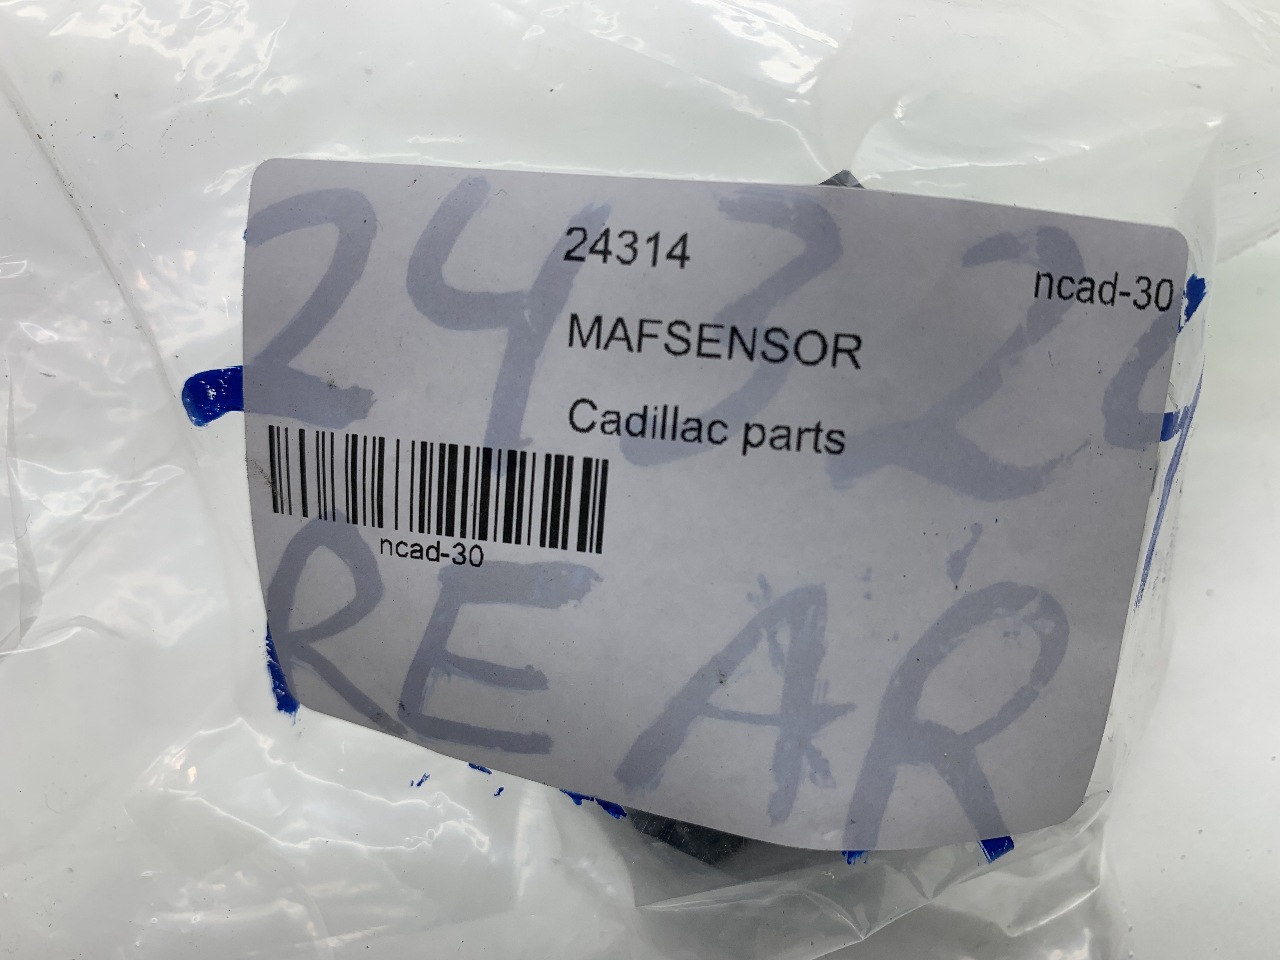 24314
ncad-30
MAFSENSOR
Cadillac parts
ncad-30
REAR